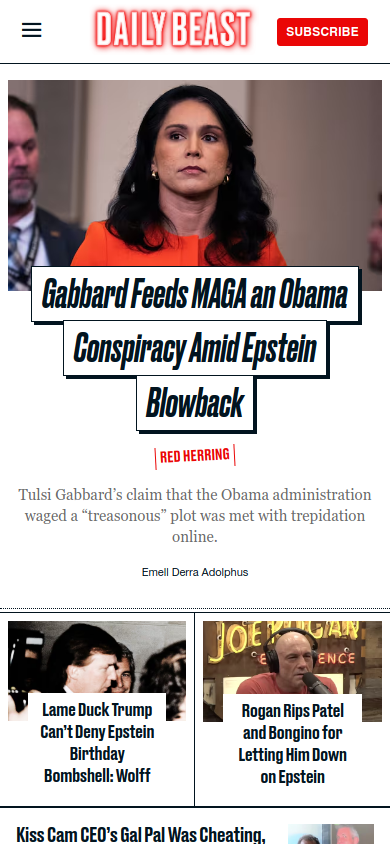 DAILY BEAST
SUBSCRIBE
Gabbard Feeds MAGA an Obama
Conspiracy Amid Epstein
Blowback
RED HERRING
Tulsi Gabbard’s claim that the Obama administration
waged a “treasonous” plot was met with trepidation
online.
Emell Derra Adolphus
Lame Duck Trump
Can’t Deny Epstein
Birthday
Bombshell: Wolff
JOE ROGAN
ENCE
Rogan Rips Patel
and Bongino for
Letting Him Down
on Epstein
Kiss Cam CEO’s Gal Pal Was Cheating,